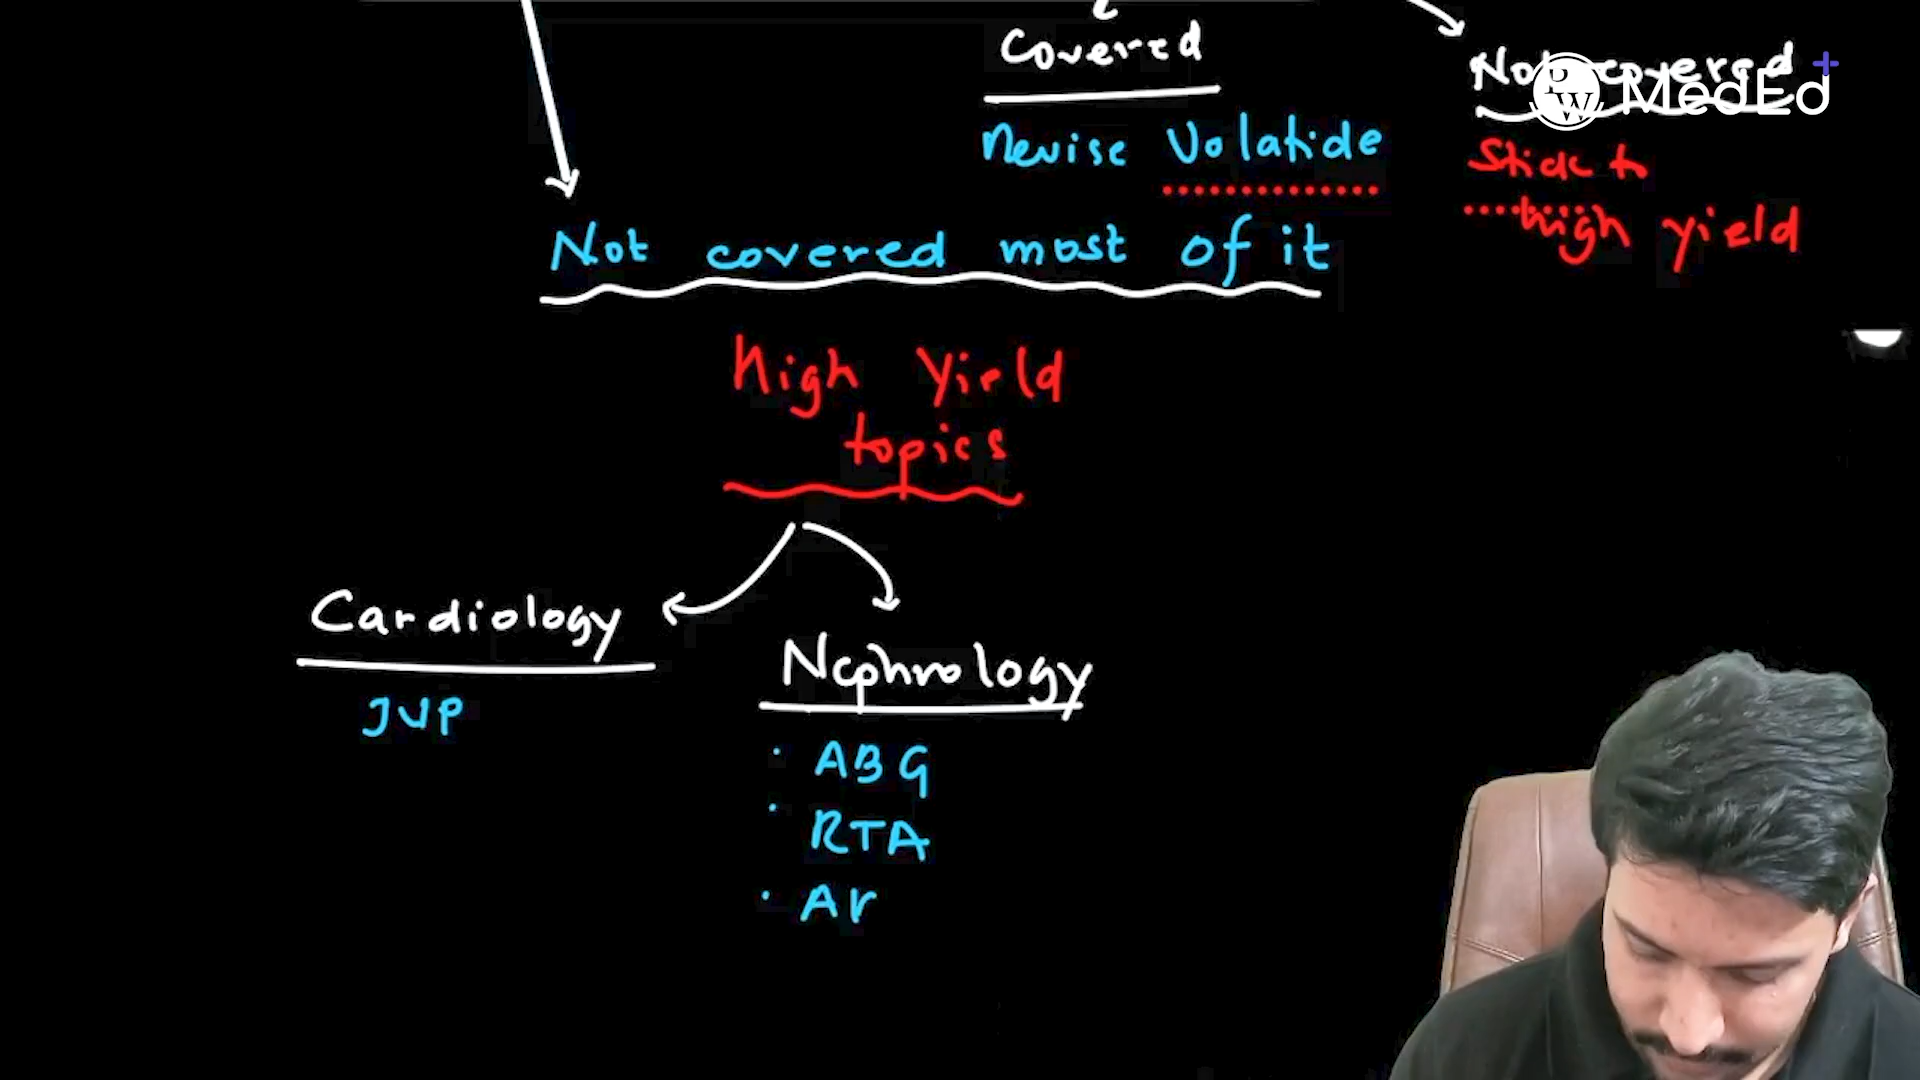 Covered
Not covered
PW MedEd+
Revise Volatile
Stick to
high yield
Not covered most of it
High Yield
topics
Cardiology
Nephrology
JVP
· ABG
· RTA
· Ar